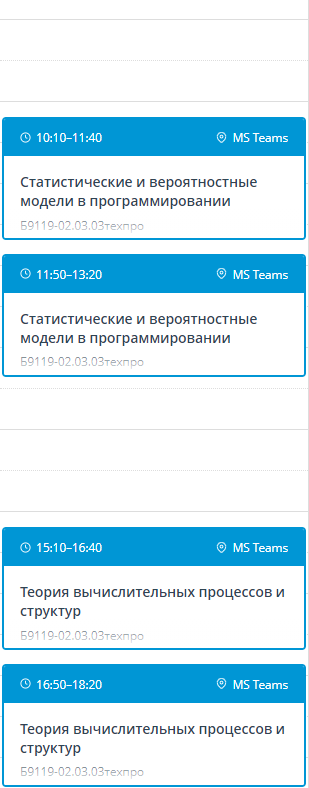 10:10–11:40 MS Teams
Статистические и вероятностные
модели в программировании
Б9119-02.03.03техпро
11:50–13:20 MS Teams
Статистические и вероятностные
модели в программировании
Б9119-02.03.03техпро
15:10–16:40 MS Teams
Теория вычислительных процессов и
структур
Б9119-02.03.03техпро
16:50–18:20 MS Teams
Теория вычислительных процессов и
структур
Б9119-02.03.03техпро